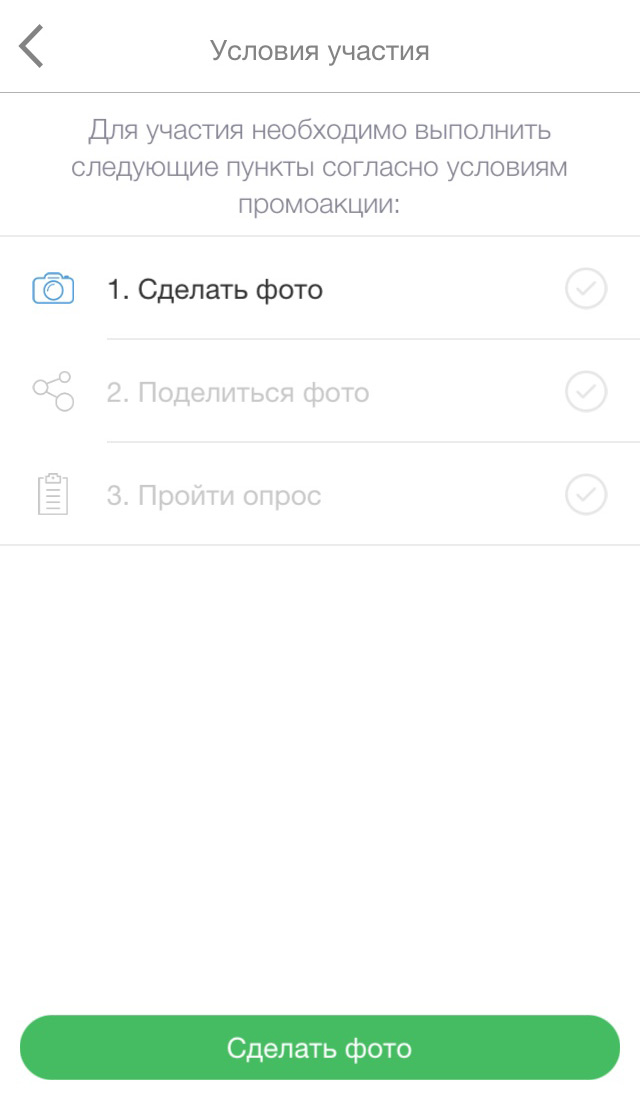 Условия участия
Для участия необходимо выполнить
следующие пункты согласно условиям
промоакции:
1. Сделать фото
2. Поделиться фото
3. Пройти опрос
Сделать фото